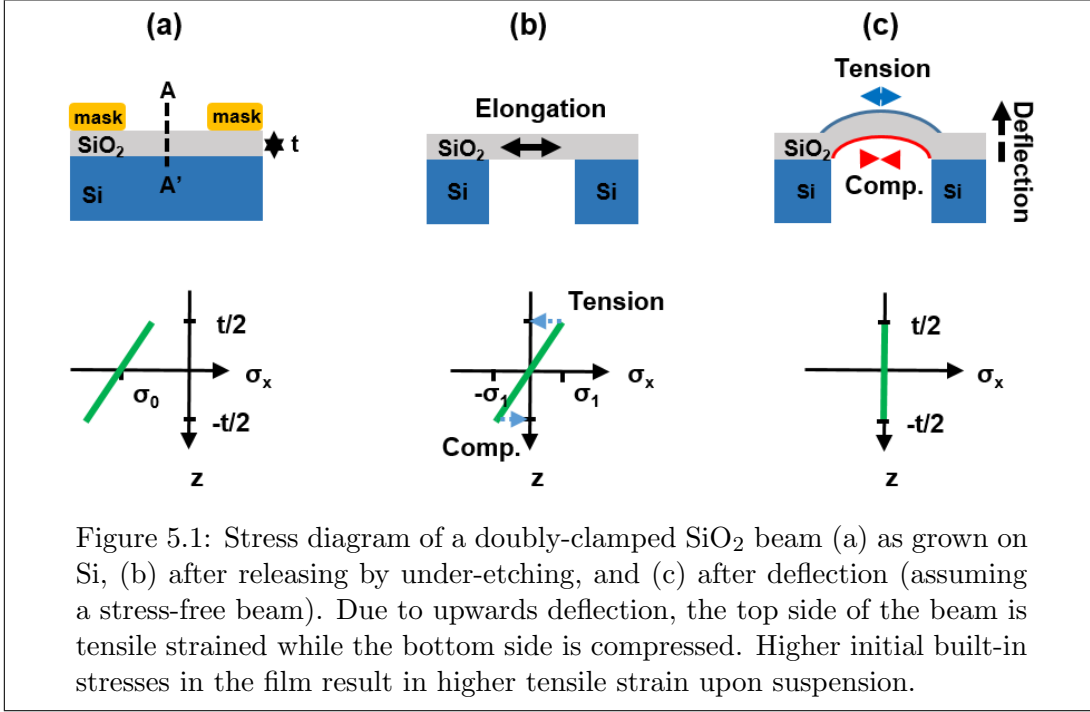 (a) (b) (c)
A
mask mask
SiO₂ t
A'
Si
Elongation
SiO₂
Si Si
Tension
SiO₂
Si Si
Comp.
Deflection
t/2
σₓ
σ₀
-t/2
z
Tension
σₓ
-σ₁ σ₁
Comp.
z
t/2
σₓ
-t/2
z
Figure 5.1: Stress diagram of a doubly-clamped SiO₂ beam (a) as grown on
Si, (b) after releasing by under-etching, and (c) after deflection (assuming
a stress-free beam). Due to upwards deflection, the top side of the beam is
tensile strained while the bottom side is compressed. Higher initial built-in
stresses in the film result in higher tensile strain upon suspension.